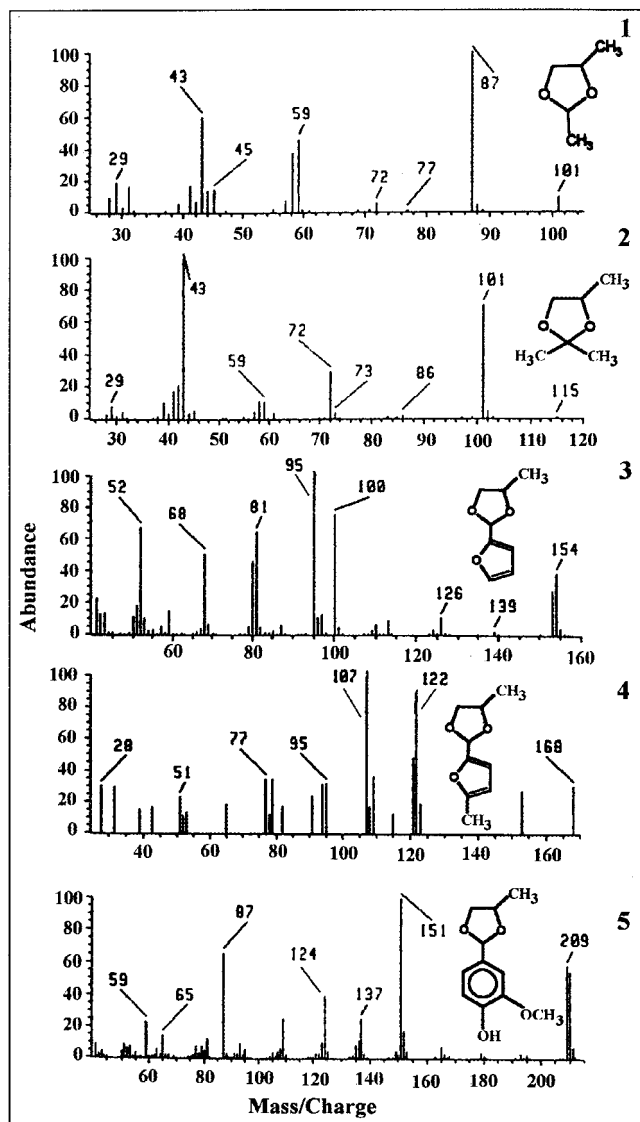 1
100
80
60
40
20
0
43
29
45
59
72
77
87
101
CH3
O
O
CH3
30 40 50 60 70 80 90 100
2
100
80
60
40
20
0
43
29
59
72
73
86
101
115
CH3
O
O
H3C
CH3
30 40 50 60 70 80 90 100 110 120
3
100
80
60
40
20
0
52
68
81
95
100
126
139
154
CH3
O
O
O
60 80 100 120 140 160
4
100
80
60
40
20
0
28
51
77
95
107
122
168
CH3
O
O
O
CH3
40 60 80 100 120 140 160
5
100
80
60
40
20
0
59
65
87
124
137
151
209
CH3
O
O
OCH3
OH
60 80 100 120 140 160 180 200
Abundance
Mass/Charge